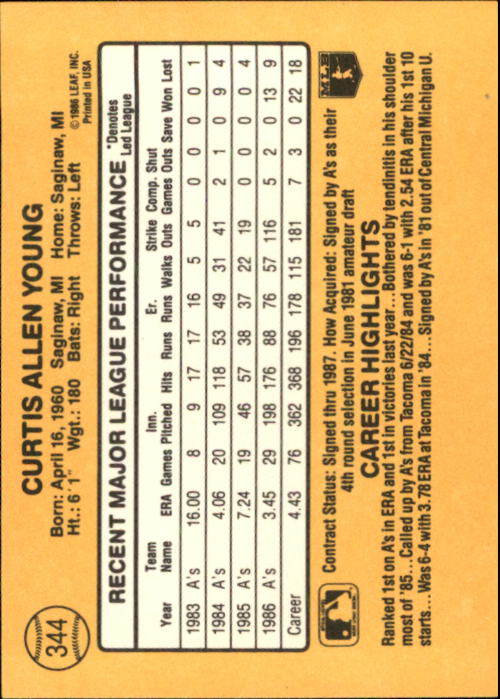 344
CURTIS ALLEN YOUNG
Born: April 16, 1960 Saginaw, MI Home: Saginaw, MI
Ht.: 6'1" Wgt.: 180 Bats: Right Throws: Left
©1986 LEAF, INC.
Printed in USA
RECENT MAJOR LEAGUE PERFORMANCE
*Denotes
Led League
Team Inn. Er. Strike Comp. Shut
Year Name ERA Games Pitched Hits Runs Runs Walks Outs Games Outs Save Won Lost
1983 A's 16.00 8 9 17 17 16 5 5 0 0 0 0 1
1984 A's 4.06 20 109 118 53 49 31 41 2 1 0 9 4
1985 A's 7.24 19 46 57 38 37 22 19 0 0 0 0 4
1986 A's 3.45 29 198 176 88 76 57 116 5 2 0 13 9
Career 4.43 76 362 368 196 178 115 181 7 3 0 22 18
Contract Status: Signed thru 1987. How Acquired: Signed by A's as their
4th round selection in June 1981 amateur draft
MLB
CAREER HIGHLIGHTS
Ranked 1st on A's in ERA and 1st in victories last year... Bothered by tendinitis in his shoulder
most of '85... Called up by A's from Tacoma 6/22/84 and was 6-1 with 2.54 ERA after his 1st 10
starts... Was 6-4 with 3.78 ERA at Tacoma in '84... Signed by A's in '81 out of Central Michigan U.